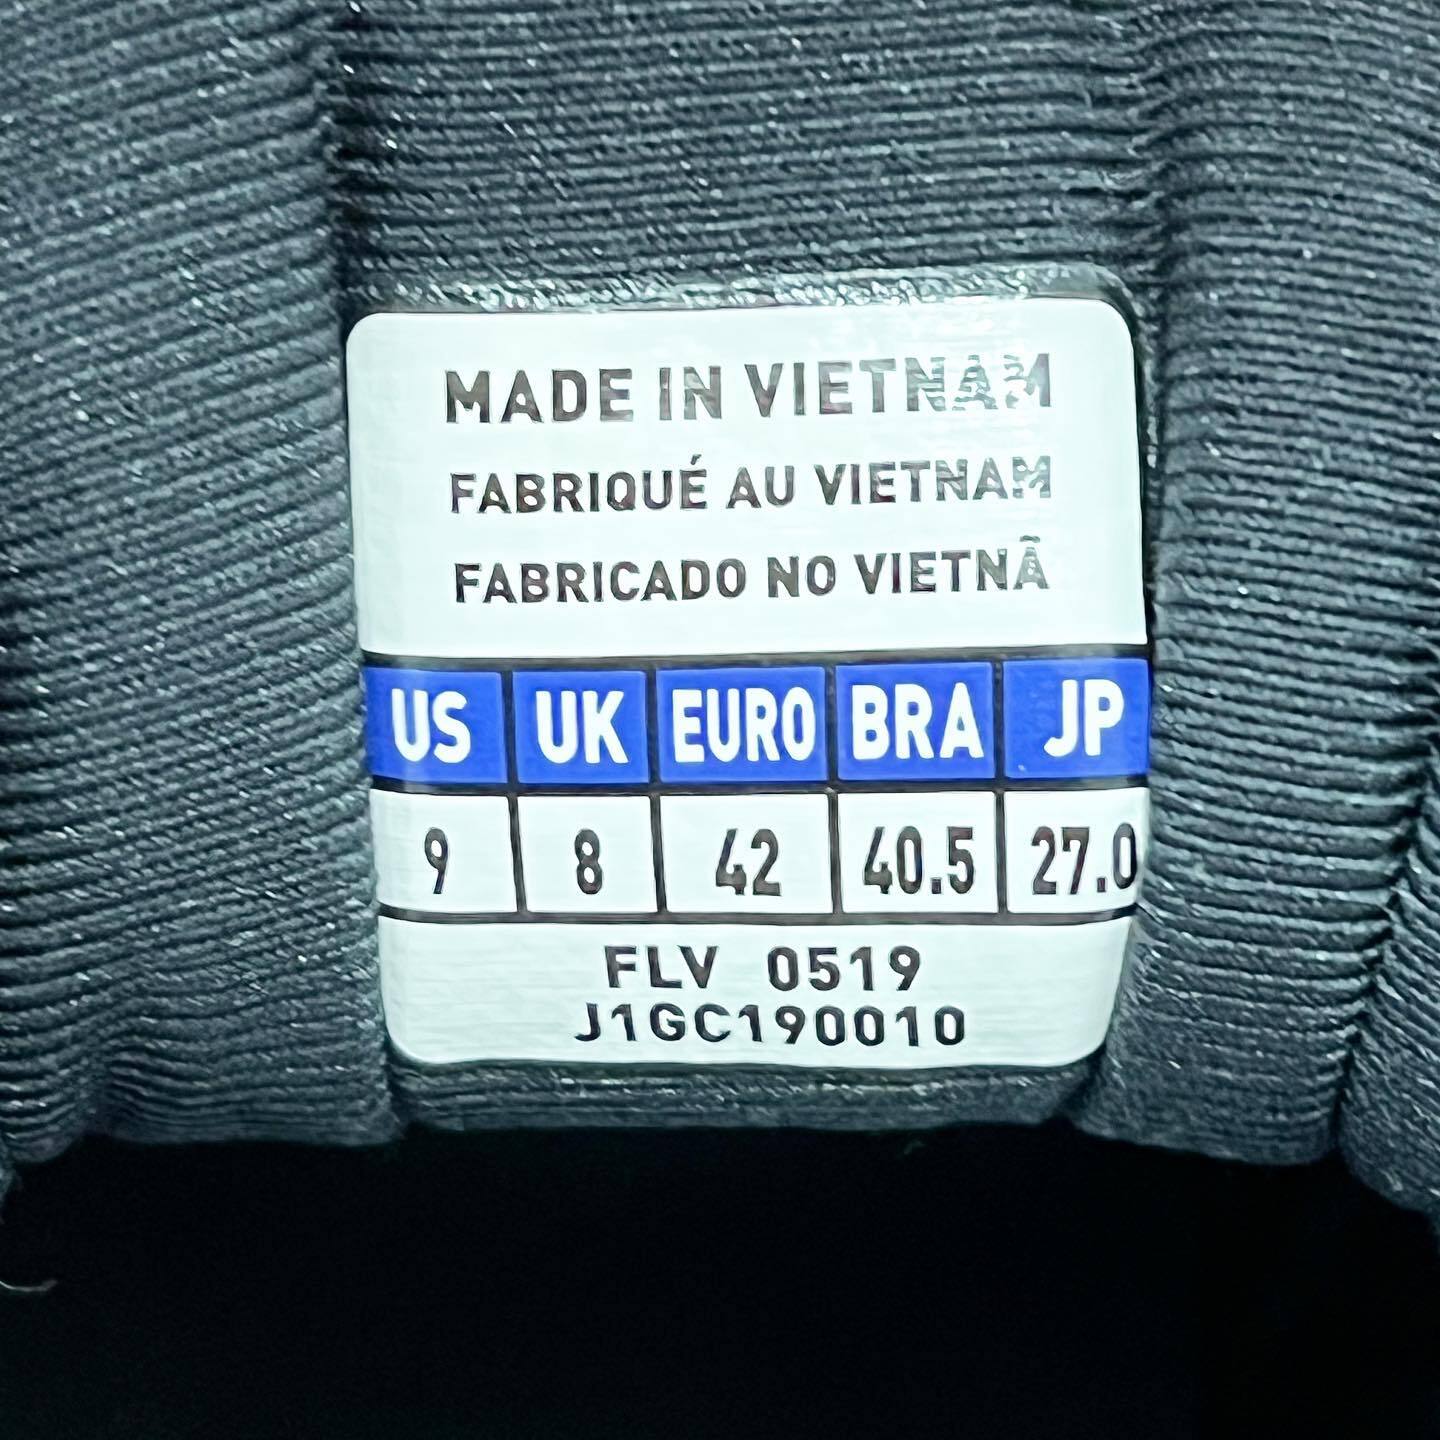 MADE IN VIETNAM
FABRIQUÉ AU VIETNAM
FABRICADO NO VIETNÃ
US UK EURO BRA JP
9 8 42 40.5 27.0
FLV 0519
J1GC190010